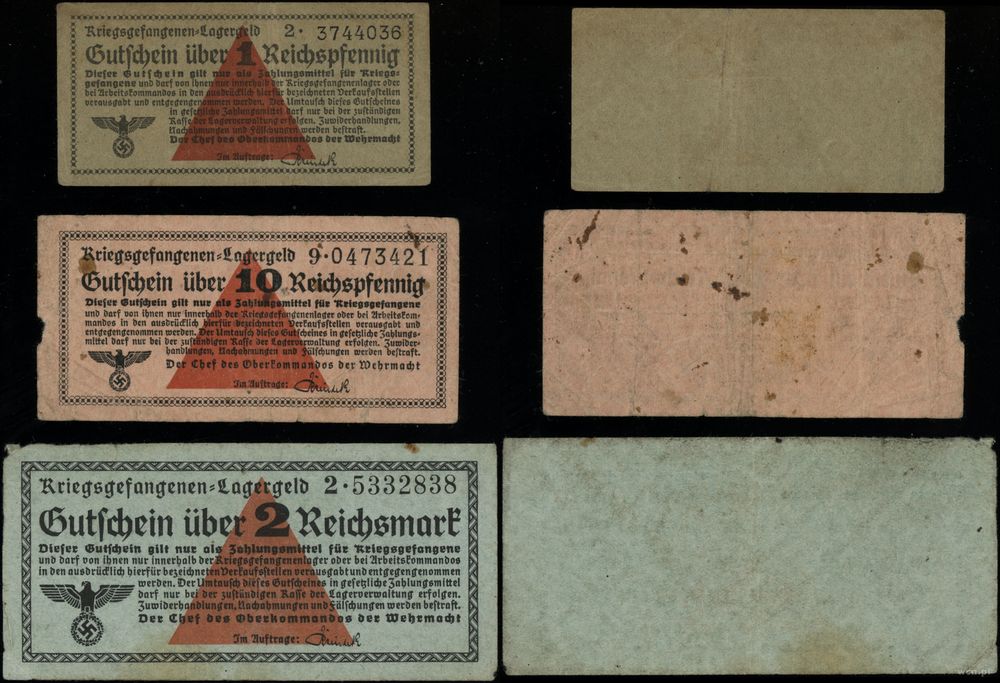 Kriegsgefangenen-Lagergeld 2·3744036
Gutschein über 1 Reichspfennig
Dieser Gutschein gilt nur als Zahlungsmittel für Kriegs-
gefangene und darf von ihnen nur innerhalb der Kriegsgefangenenlager oder
bei Arbeitskommandos in den ausdrücklich hierfür bezeichneten Verkaufsstellen
verausgabt und entgegengenommen werden. Der Umtausch dieses Gutscheines
in gesetzliche Zahlungsmittel darf nur bei der zuständigen
Kasse der Lagerverwaltung erfolgen. Zuwiderhandlungen,
Nachahmungen und Fälschungen werden bestraft.
Der Chef des Oberkommandos der Wehrmacht
Im Auftrage:
Kriegsgefangenen-Lagergeld 9·0473421
Gutschein über 10 Reichspfennig
Dieser Gutschein gilt nur als Zahlungsmittel für Kriegsgefangene
und darf von ihnen nur innerhalb der Kriegsgefangenenlager oder bei Arbeitskom-
mandos in den ausdrücklich hierfür bezeichneten Verkaufsstellen verausgabt und
entgegengenommen werden. Der Umtausch dieses Gutscheines in gesetzliche Zahlungs-
mittel darf nur bei der zuständigen Kasse der Lagerverwaltung erfolgen. Zuwider-
handlungen, Nachahmungen und Fälschungen werden bestraft.
Der Chef des Oberkommandos der Wehrmacht
Im Auftrage:
Kriegsgefangenen-Lagergeld 2·5332838
Gutschein über 2 Reichsmark
Dieser Gutschein gilt nur als Zahlungsmittel für Kriegsgefangene
und darf von ihnen nur innerhalb der Kriegsgefangenenlager oder bei Arbeitskommandos
in den ausdrücklich hierfür bezeichneten Verkaufsstellen verausgabt und entgegengenommen
werden. Der Umtausch dieses Gutscheines in gesetzliche Zahlungsmittel
darf nur bei der zuständigen Kasse der Lagerverwaltung erfolgen.
Zuwiderhandlungen, Nachahmungen und Fälschungen werden bestraft.
Der Chef des Oberkommandos der Wehrmacht
Im Auftrage:
wcn.pl